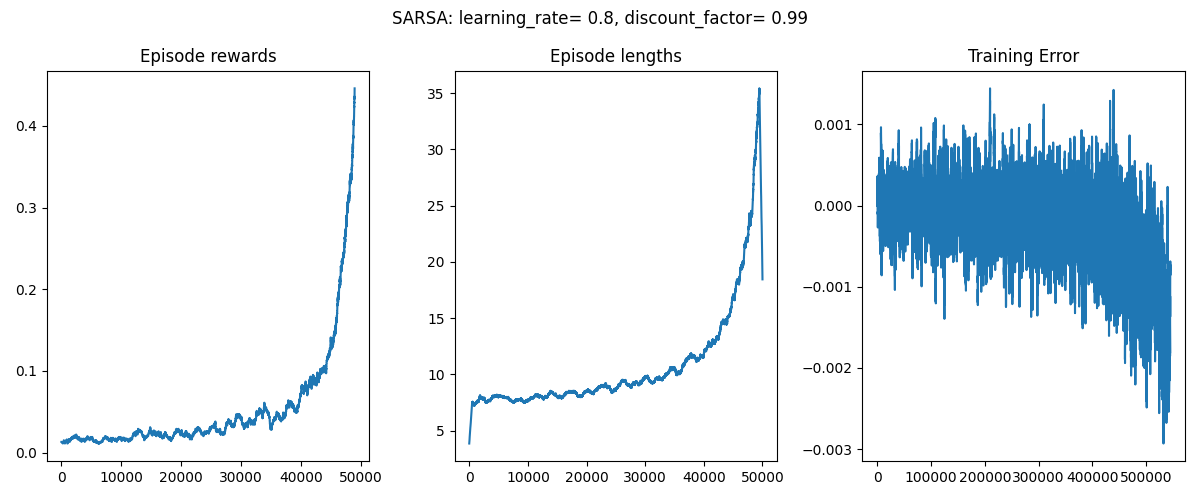 SARSA: learning_rate= 0.8, discount_factor= 0.99
Episode rewards
0.4
0.3
0.2
0.1
0.0
0 10000 20000 30000 40000 50000
Episode lengths
35
30
25
20
15
10
5
0 10000 20000 30000 40000 50000
Training Error
0.001
0.000
−0.001
−0.002
−0.003
0 100000 200000 300000 400000 500000